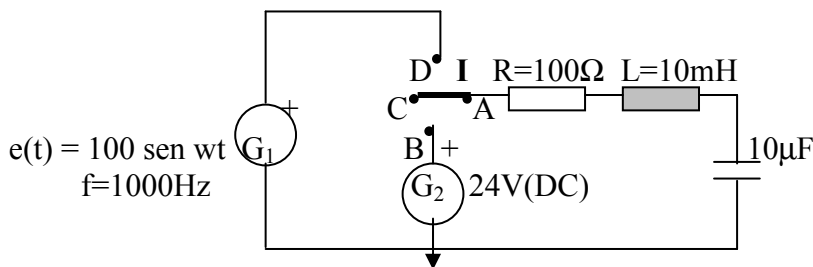 D I R=100Ω L=10mH
C A
e(t) = 100 sen wt G₁ + B + 10μF
f=1000Hz G₂ 24V(DC)